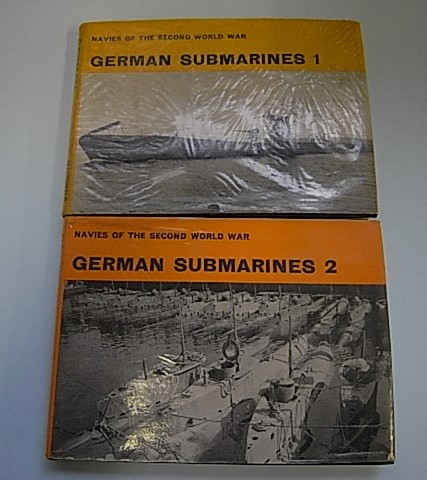 NAVIES OF THE SECOND WORLD WAR
GERMAN SUBMARINES 1
NAVIES OF THE SECOND WORLD WAR
GERMAN SUBMARINES 2